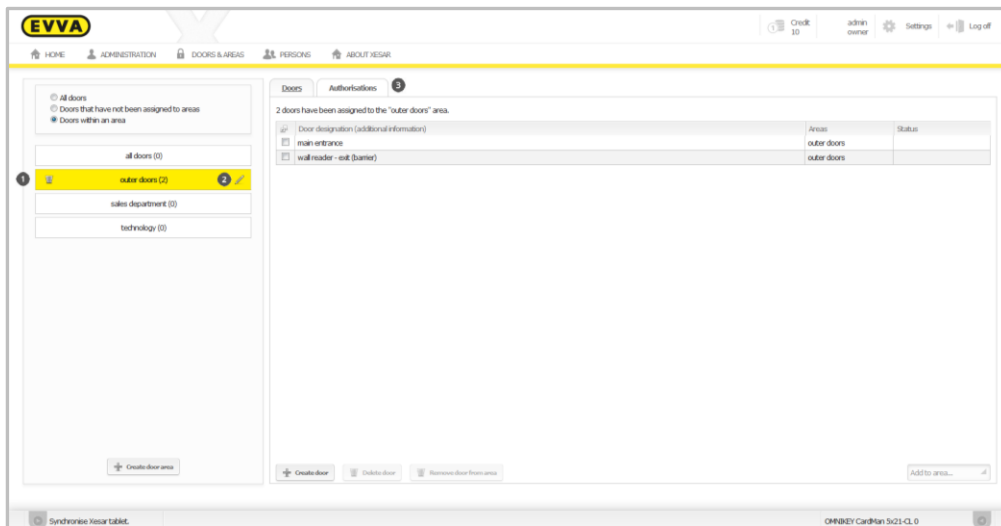 EVVA
Credit
10
admin
owner
Settings
Log off
HOME
ADMINISTRATION
DOORS & AREAS
PERSONS
ABOUT XESAR
All doors
Doors that have not been assigned to areas
Doors within an area
all doors (0)
1
outer doors (2)
2
sales department (0)
technology (0)
Create door area
Doors
Authorisations
3
2 doors have been assigned to the "outer doors" area.
Door designation (additional information)
Areas
Status
main entrance
outer doors
wall reader - exit (barrier)
outer doors
Create door
Delete door
Remove door from area
Add to area...
Synchronise Xesar tablet.
OMNIKEY CardMan 5x21-CL 0